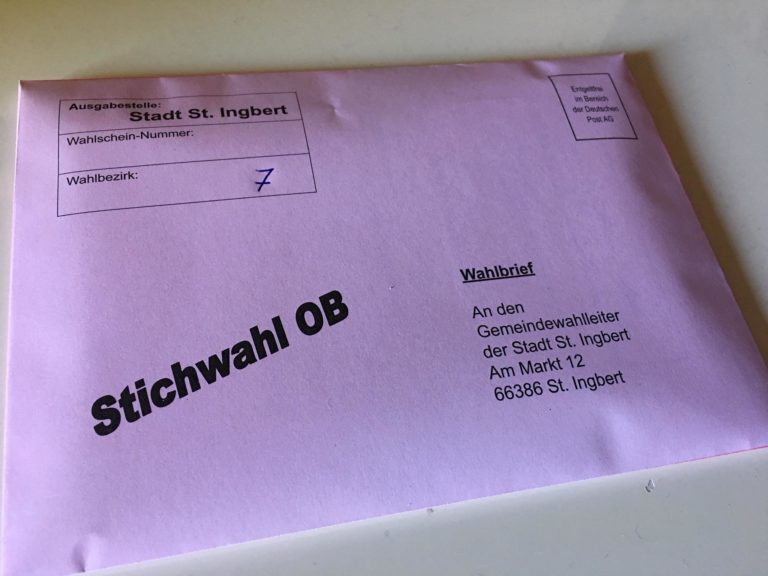 Ausgabestelle:
Stadt St. Ingbert
Wahlschein-Nummer:
Wahlbezirk:
7
Entgeltfrei
im Bereich
der Deutschen
Post AG
Stichwahl OB
Wahlbrief
An den
Gemeindewahlleiter
der Stadt St. Ingbert
Am Markt 12
66386 St. Ingbert